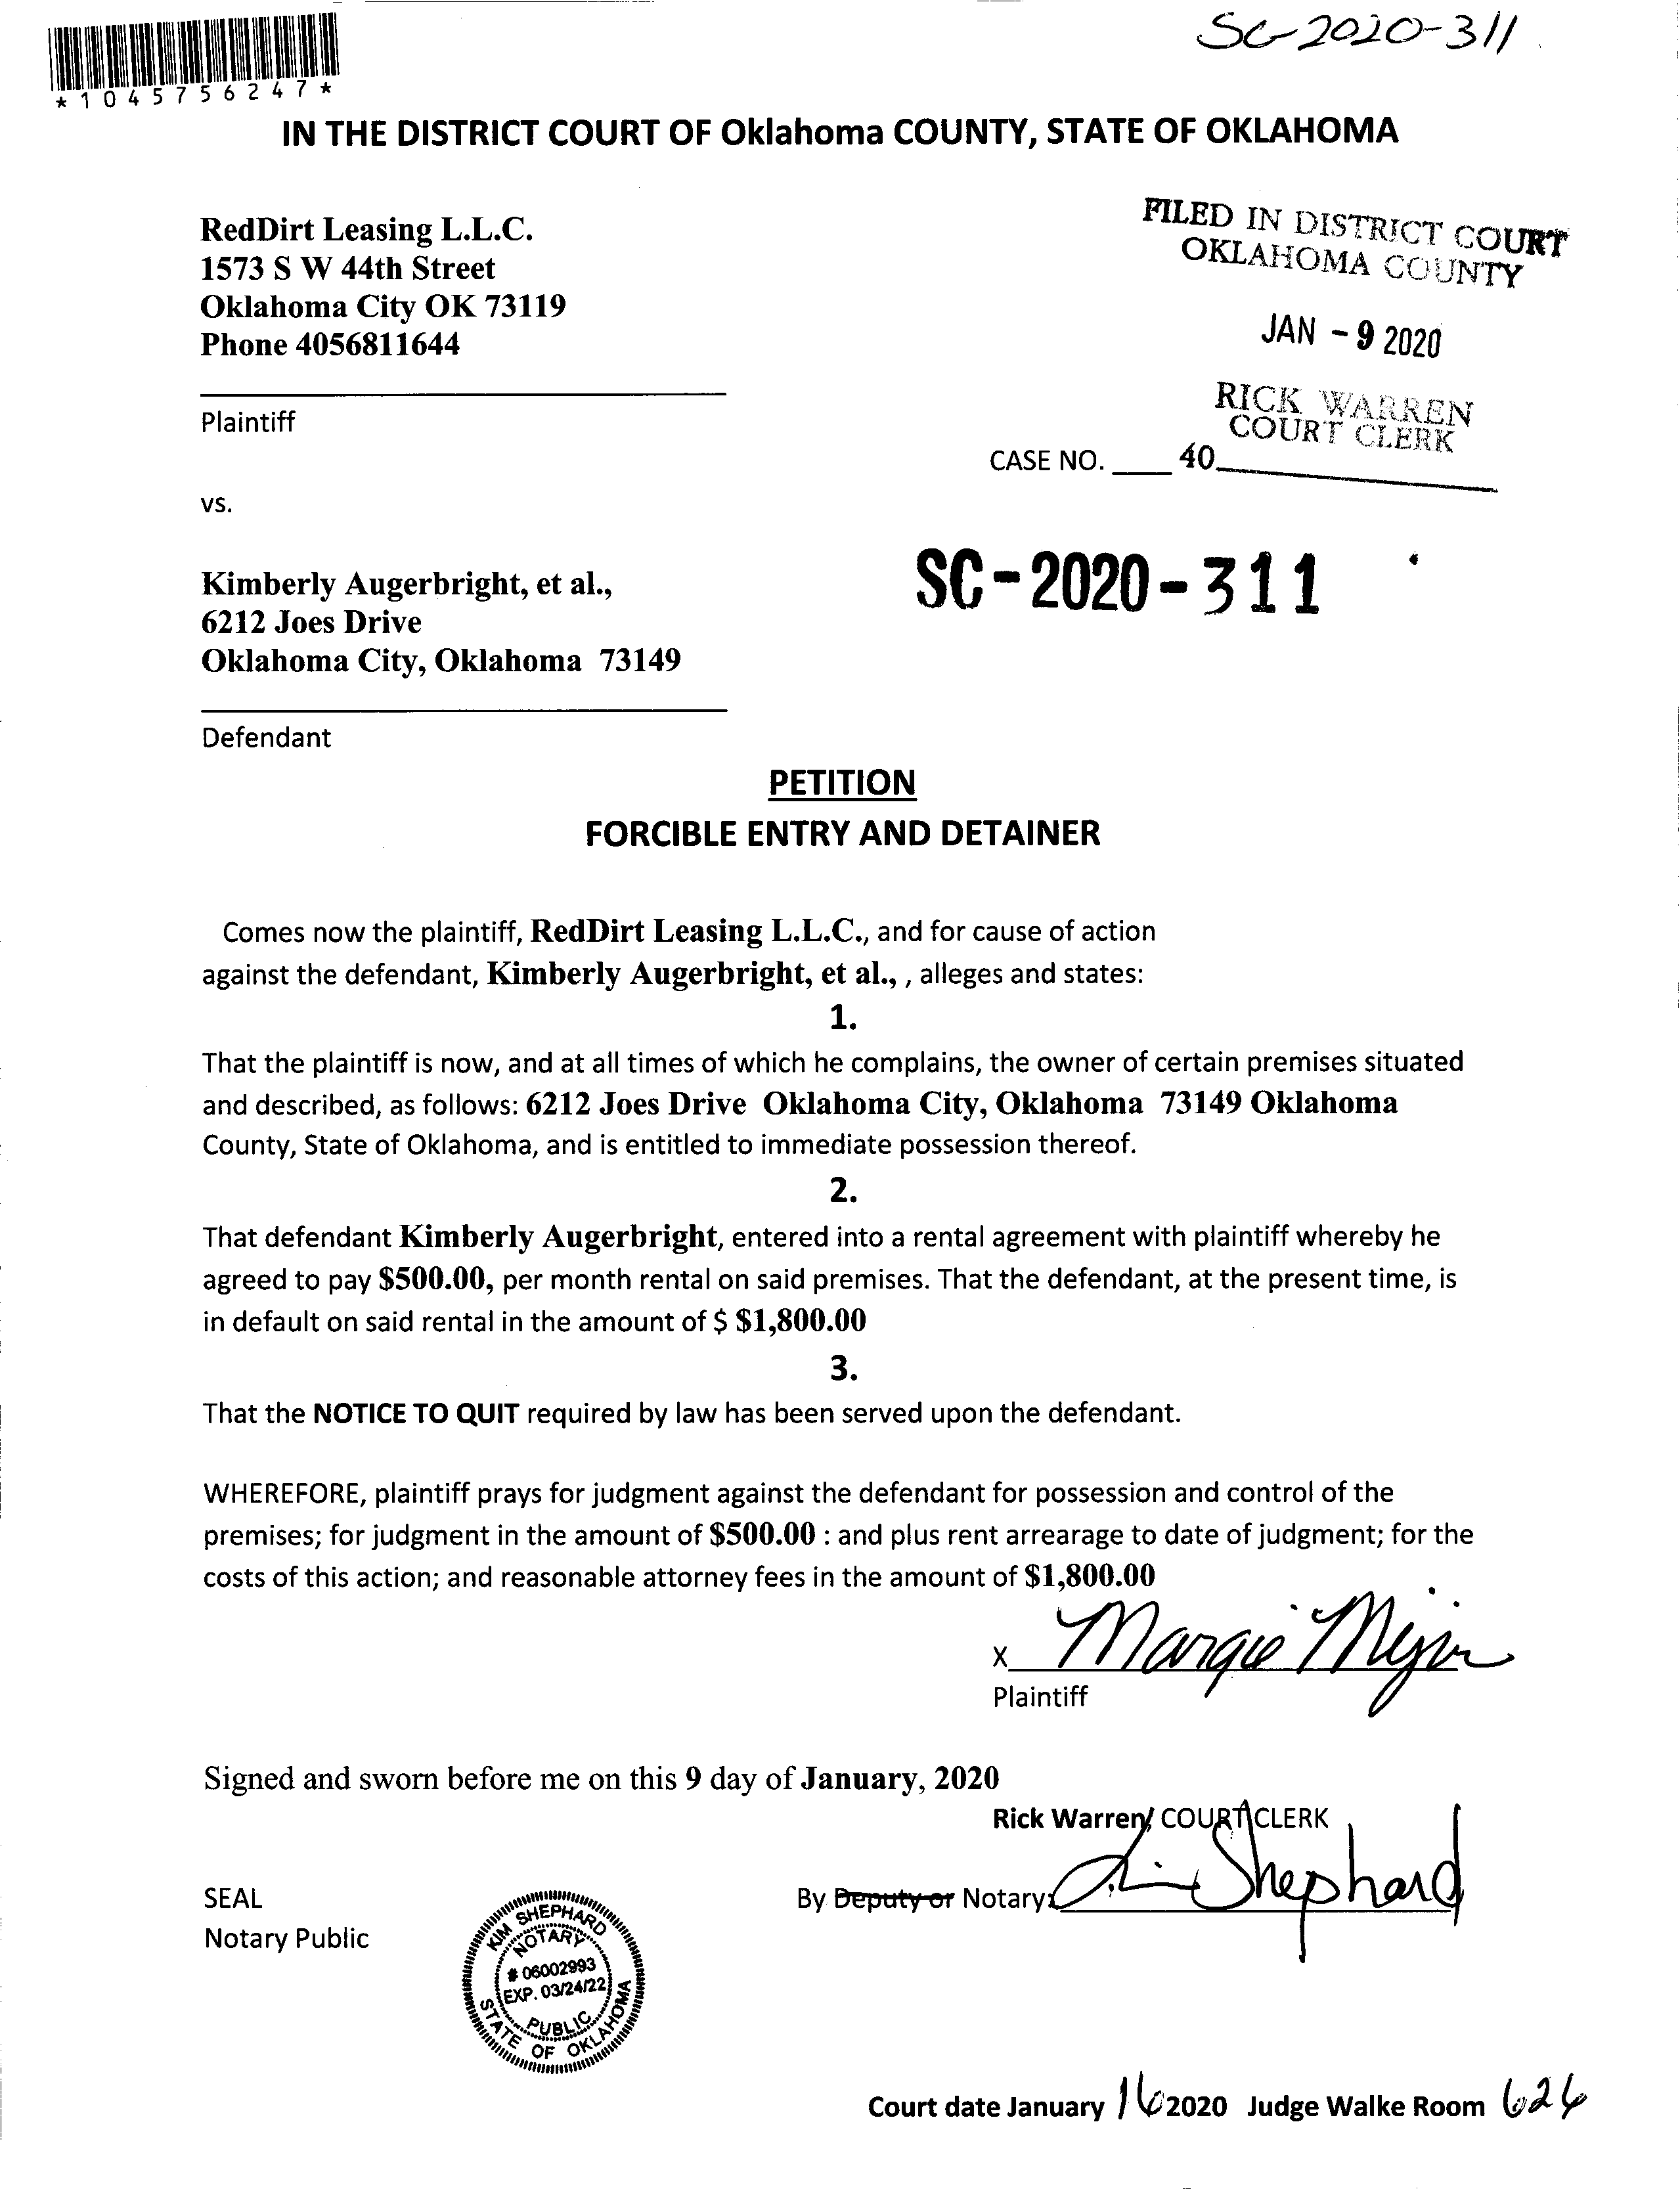 SC-2020-311
*1045756247*
IN THE DISTRICT COURT OF Oklahoma COUNTY, STATE OF OKLAHOMA
RedDirt Leasing L.L.C.
1573 S W 44th Street
Oklahoma City OK 73119
Phone 4056811644
Plaintiff
FILED IN DISTRICT COURT
OKLAHOMA COUNTY
JAN - 9 2020
RICK WARREN
COURT CLERK
CASE NO. ____ 40
vs.
Kimberly Augerbright, et al.,
6212 Joes Drive
Oklahoma City, Oklahoma 73149
SC-2020-311
Defendant
PETITION
FORCIBLE ENTRY AND DETAINER
Comes now the plaintiff, RedDirt Leasing L.L.C., and for cause of action
against the defendant, Kimberly Augerbright, et al., , alleges and states:
1.
That the plaintiff is now, and at all times of which he complains, the owner of certain premises situated
and described, as follows: 6212 Joes Drive Oklahoma City, Oklahoma 73149 Oklahoma
County, State of Oklahoma, and is entitled to immediate possession thereof.
2.
That defendant Kimberly Augerbright, entered into a rental agreement with plaintiff whereby he
agreed to pay $500.00, per month rental on said premises. That the defendant, at the present time, is
in default on said rental in the amount of $ $1,800.00
3.
That the NOTICE TO QUIT required by law has been served upon the defendant.
WHEREFORE, plaintiff prays for judgment against the defendant for possession and control of the
premises; for judgment in the amount of $500.00 : and plus rent arrearage to date of judgment; for the
costs of this action; and reasonable attorney fees in the amount of $1,800.00
X Margie
Plaintiff
Signed and sworn before me on this 9 day of January, 2020
Rick Warren, COURT CLERK
SEAL
By Deputy or Notary: Shephard
Notary Public
KIM SHEPHARD
NOTARY
# 06002993
EXP. 03/24/22
PUBLIC
STATE OF OKLAHOMA
Court date January 16 2020 Judge Walke Room 626